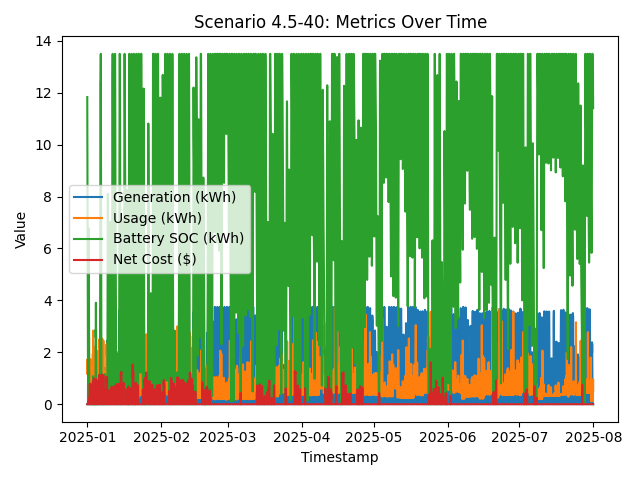 Scenario 4.5-40: Metrics Over Time
14
12
10
8
6
4
2
0
Value
Generation (kWh)
Usage (kWh)
Battery SOC (kWh)
Net Cost ($)
2025-01 2025-02 2025-03 2025-04 2025-05 2025-06 2025-07 2025-08
Timestamp